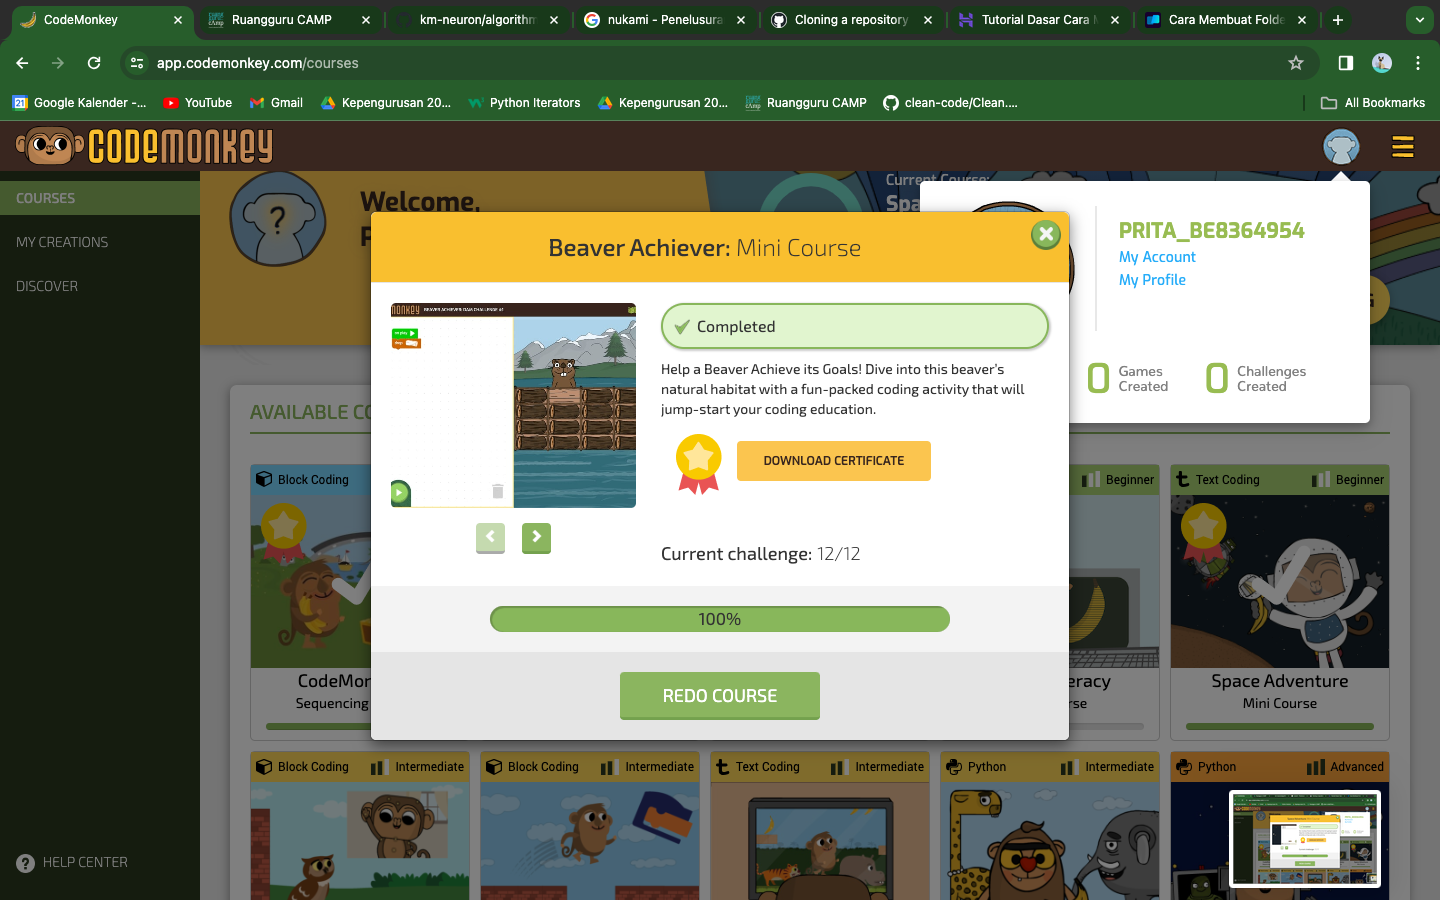 CodeMonkey
Ruangguru CAMP
km-neuron/algorithm
nukami - Penelusura
Cloning a repository
Tutorial Dasar Cara M
Cara Membuat Folde
app.codemonkey.com/courses
21 Google Kalender -...
YouTube
Gmail
Kepengurusan 20...
Python Iterators
Kepengurusan 20...
Ruangguru CAMP
clean-code/Clean....
All Bookmarks
CODEMONKEY
COURSES
MY CREATIONS
DISCOVER
HELP CENTER
?
Welcome,
Current Course:
Spa
PRITA_BE8364954
My Account
My Profile
0 Games Created
0 Challenges Created
Beaver Achiever: Mini Course
BEAVER ACHIEVER: DAM CHALLENGE #1
Completed
Help a Beaver Achieve its Goals! Dive into this beaver's
natural habitat with a fun-packed coding activity that will
jump-start your coding education.
DOWNLOAD CERTIFICATE
Current challenge: 12/12
100%
REDO COURSE
AVAILABLE CO
Block Coding
Beginner
Text Coding Beginner
CodeMon
Sequencing
eracy
rse
Space Adventure
Mini Course
Block Coding Intermediate
Block Coding Intermediate
Text Coding Intermediate
Python Intermediate
Python Advanced